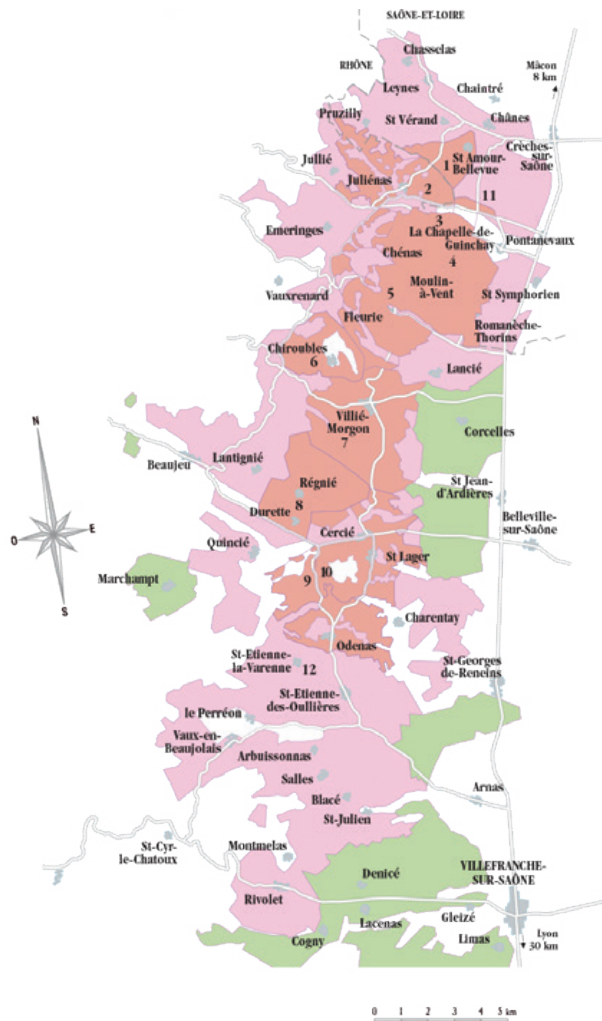 SAÔNE-ET-LOIRE
Chasselas
RHÔNE
Mâcon
8 km
Leynes
Chaintré
Pruzilly
St Vérand
Chânes
Crèches-
sur-
Saône
1
St Amour-
Bellevue
Jullié
Juliénas
2
11
3
La Chapelle-de-
Guinchay
Emeringes
Pontanevaux
Chénas
4
Moulin-
à-Vent
Vauxrenard
5
St Symphorien
Fleurie
Romanèche-
Thorins
Chiroubles
6
Lancié
Villié-
Morgon
7
Corcelles
N
Beaujeu
Lantignié
Régnié
St Jean-
d'Ardières
8
Durette
Belleville-
sur-Saône
O
E
Cercié
Quincié
St Lager
Marchampt
9
10
S
Charentay
Odenas
St-Etienne-
la-Varenne
12
St-Georges
de-Reneins
St-Etienne-
des-Oullières
le Perréon
Vaux-en-
Beaujolais
Arbuissonnas
Salles
Arnas
Blacé
St-Julien
St-Cyr-
le-Chatoux
Montmelas
VILLEFRANCHE-
SUR-SAÔNE
Denicé
Rivolet
Lacenas
Gleizé
Cogny
Limas
Lyon
30 km
0 1 2 3 4 5 km